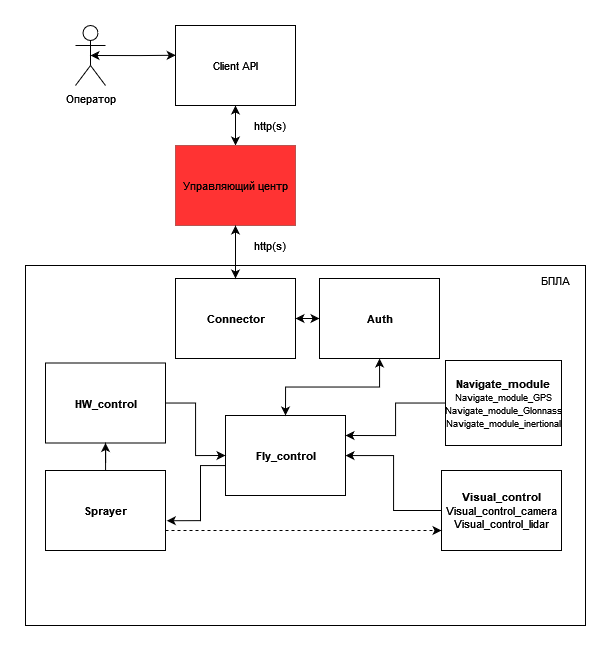 Оператор
Client API
http(s)
Управляющий центр
http(s)
БПЛА
Connector
Auth
HW_control
Navigate_module
Navigate_module_GPS
Navigate_module_Glonnass
Navigate_module_inertional
Fly_control
Sprayer
Visual_control
Visual_control_camera
Visual_control_lidar